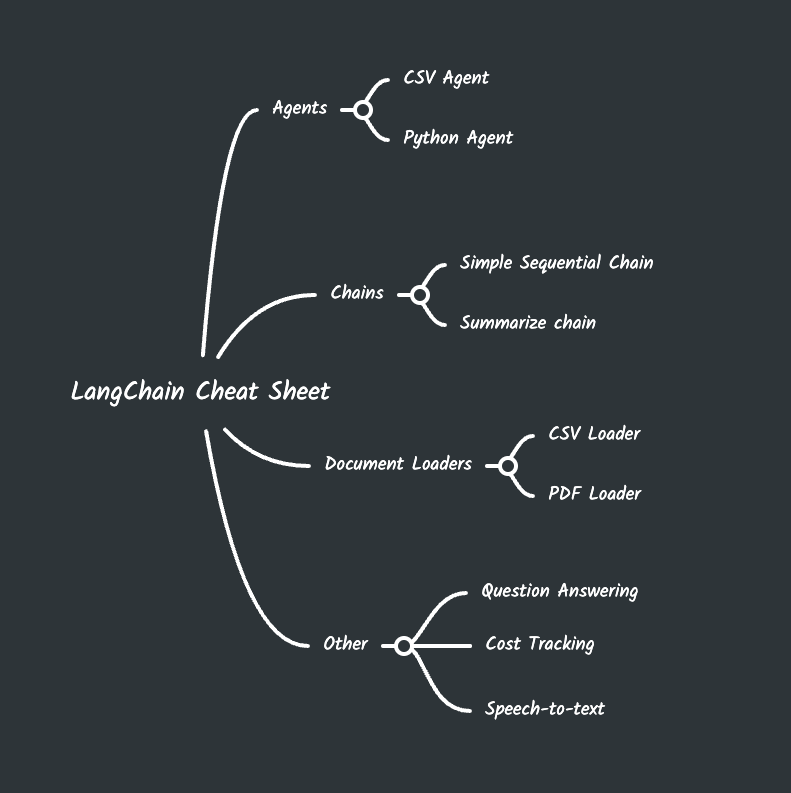 LangChain Cheat Sheet
Agents
CSV Agent
Python Agent
Chains
Simple Sequential Chain
Summarize chain
Document Loaders
CSV Loader
PDF Loader
Other
Question Answering
Cost Tracking
Speech-to-text